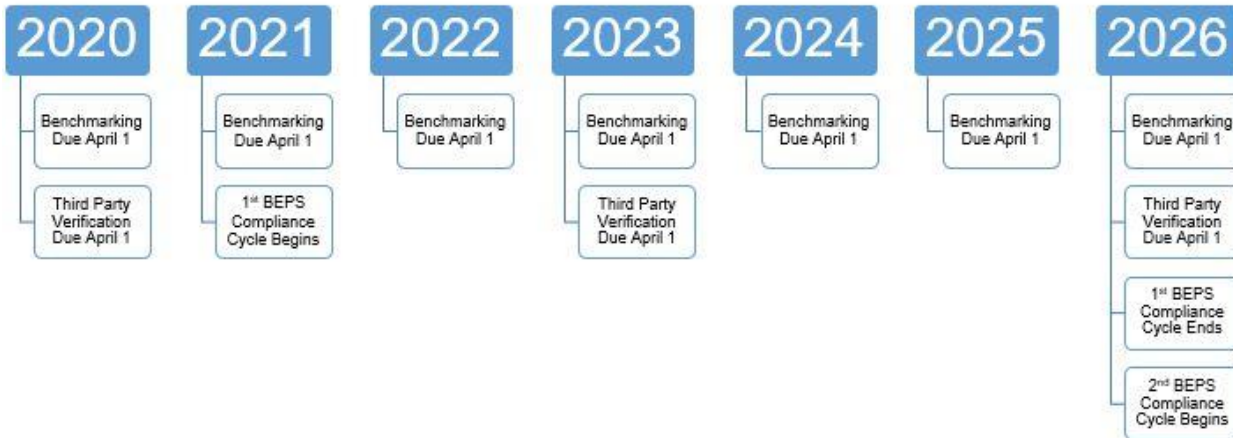 2020
Benchmarking
Due April 1
Third Party
Verification
Due April 1
2021
Benchmarking
Due April 1
1st BEPS
Compliance
Cycle Begins
2022
Benchmarking
Due April 1
2023
Benchmarking
Due April 1
Third Party
Verification
Due April 1
2024
Benchmarking
Due April 1
2025
Benchmarking
Due April 1
2026
Benchmarking
Due April 1
Third Party
Verification
Due April 1
1st BEPS
Compliance
Cycle Ends
2nd BEPS
Compliance
Cycle Begins